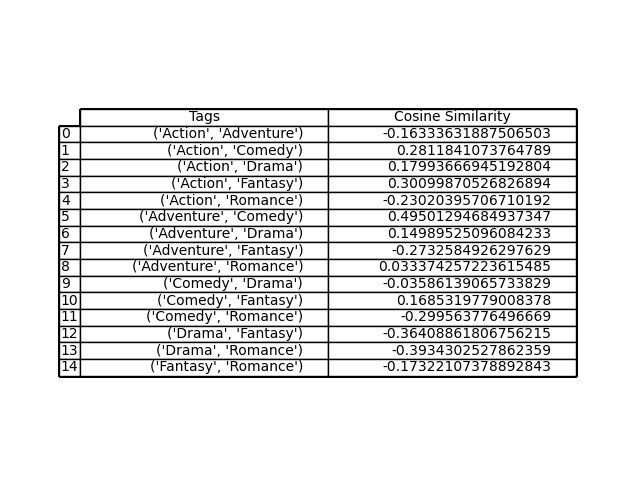 Tags Cosine Similarity
0 ('Action', 'Adventure') -0.16333631887506503
1 ('Action', 'Comedy') 0.2811841073764789
2 ('Action', 'Drama') 0.17993666945192804
3 ('Action', 'Fantasy') 0.30099870526826894
4 ('Action', 'Romance') -0.23020395706710192
5 ('Adventure', 'Comedy') 0.49501294684937347
6 ('Adventure', 'Drama') 0.14989525096084233
7 ('Adventure', 'Fantasy') -0.2732584926297629
8 ('Adventure', 'Romance') 0.033374257223615485
9 ('Comedy', 'Drama') -0.03586139065733829
10 ('Comedy', 'Fantasy') 0.1685319779008378
11 ('Comedy', 'Romance') -0.299563776496669
12 ('Drama', 'Fantasy') -0.36408861806756215
13 ('Drama', 'Romance') -0.3934302527862359
14 ('Fantasy', 'Romance') -0.17322107378892843